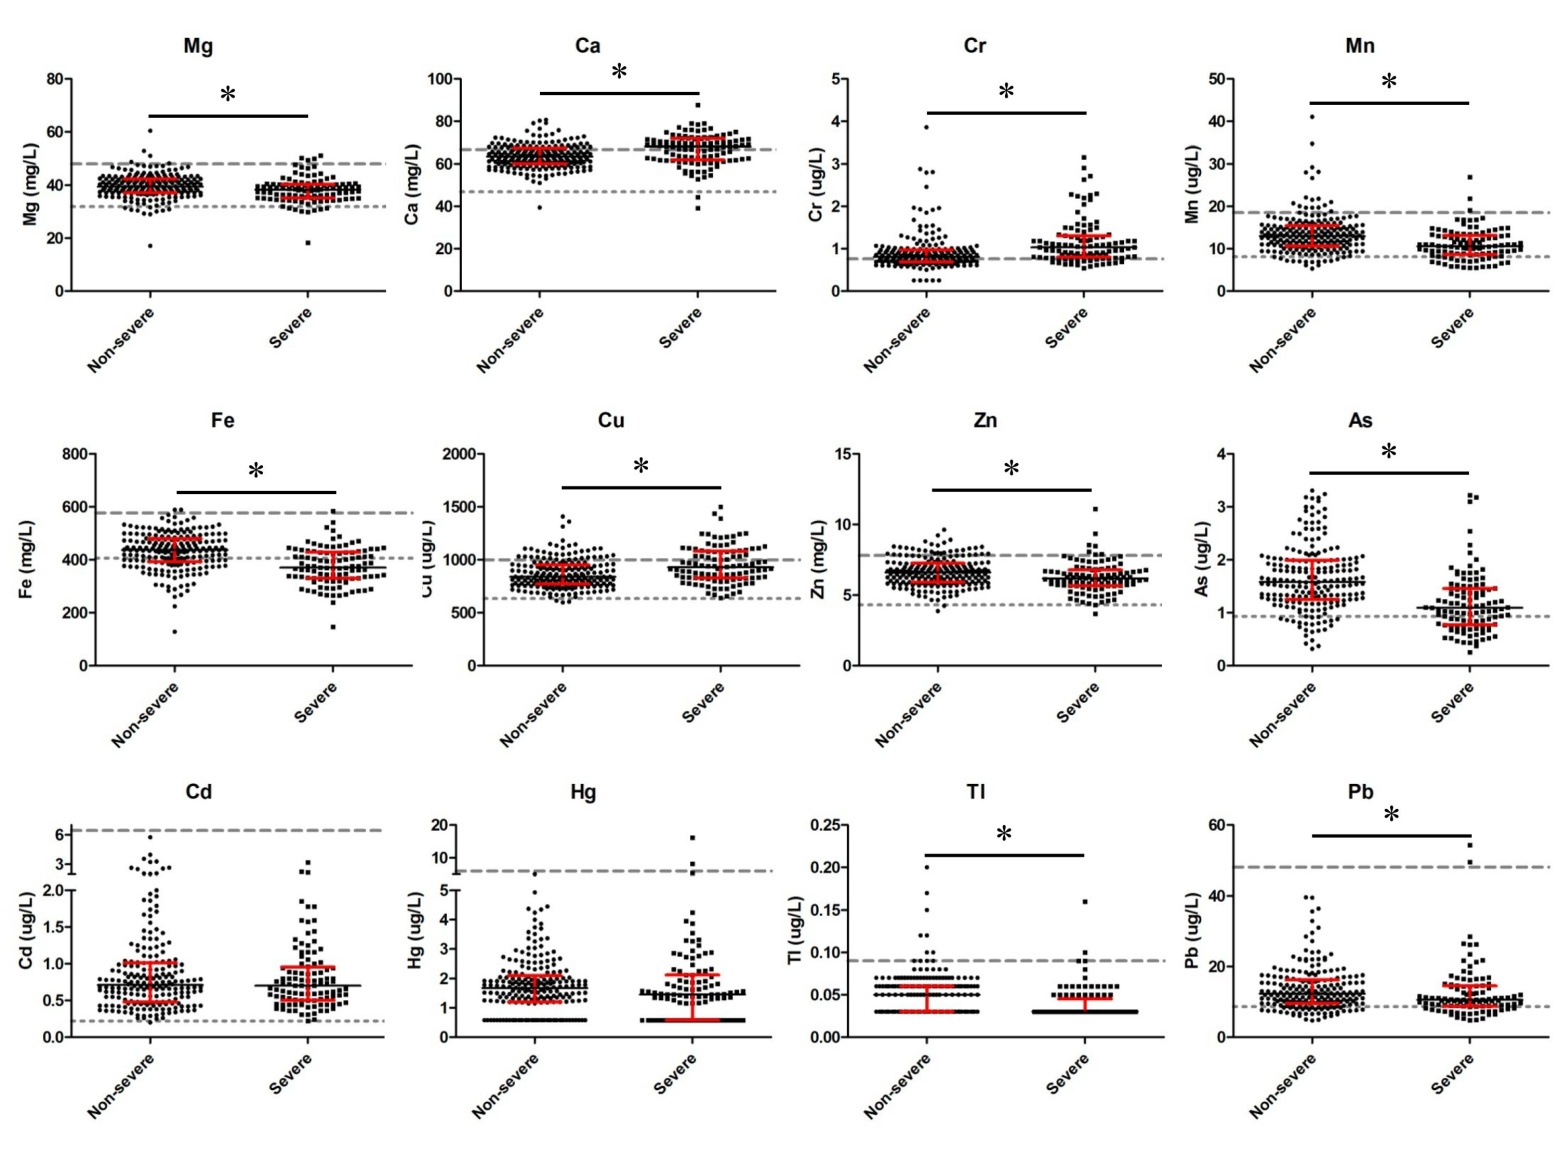 Mg
Ca
Cr
Mn
*
*
*
*
Mg (mg/L)
80
60
40
20
0
Non-severe
Severe
Ca (mg/L)
100
80
60
40
20
0
Non-severe
Severe
Cr (ug/L)
5
4
3
2
1
0
Non-severe
Severe
Mn (ug/L)
50
40
30
20
10
0
Non-severe
Severe
Fe
Cu
Zn
As
*
*
*
*
Fe (mg/L)
800
600
400
200
0
Non-severe
Severe
Cu (ug/L)
2000
1500
1000
500
0
Non-severe
Severe
Zn (mg/L)
15
10
5
0
Non-severe
Severe
As (ug/L)
4
3
2
1
0
Non-severe
Severe
Cd
Hg
Tl
Pb
*
*
Cd (ug/L)
6
3
2.0
1.5
1.0
0.5
0.0
Non-severe
Severe
Hg (ug/L)
20
10
5
4
3
2
1
0
Non-severe
Severe
Tl (ug/L)
0.25
0.20
0.15
0.10
0.05
0.00
Non-severe
Severe
Pb (ug/L)
60
40
20
0
Non-severe
Severe